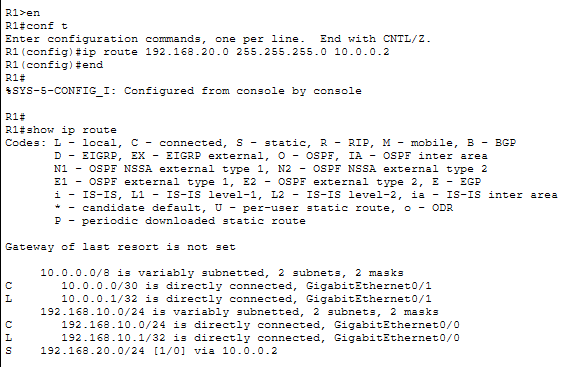 R1>en
R1#conf t
Enter configuration commands, one per line.  End with CNTL/Z.
R1(config)#ip route 192.168.20.0 255.255.255.0 10.0.0.2
R1(config)#end
R1#
%SYS-5-CONFIG_I: Configured from console by console
R1#
R1#show ip route
Codes: L - local, C - connected, S - static, R - RIP, M - mobile, B - BGP
       D - EIGRP, EX - EIGRP external, O - OSPF, IA - OSPF inter area
       N1 - OSPF NSSA external type 1, N2 - OSPF NSSA external type 2
       E1 - OSPF external type 1, E2 - OSPF external type 2, E - EGP
       i - IS-IS, L1 - IS-IS level-1, L2 - IS-IS level-2, ia - IS-IS inter area
       * - candidate default, U - per-user static route, o - ODR
       P - periodic downloaded static route
Gateway of last resort is not set
     10.0.0.0/8 is variably subnetted, 2 subnets, 2 masks
C       10.0.0.0/30 is directly connected, GigabitEthernet0/1
L       10.0.0.1/32 is directly connected, GigabitEthernet0/1
     192.168.10.0/24 is variably subnetted, 2 subnets, 2 masks
C       192.168.10.0/24 is directly connected, GigabitEthernet0/0
L       192.168.10.1/32 is directly connected, GigabitEthernet0/0
S    192.168.20.0/24 [1/0] via 10.0.0.2